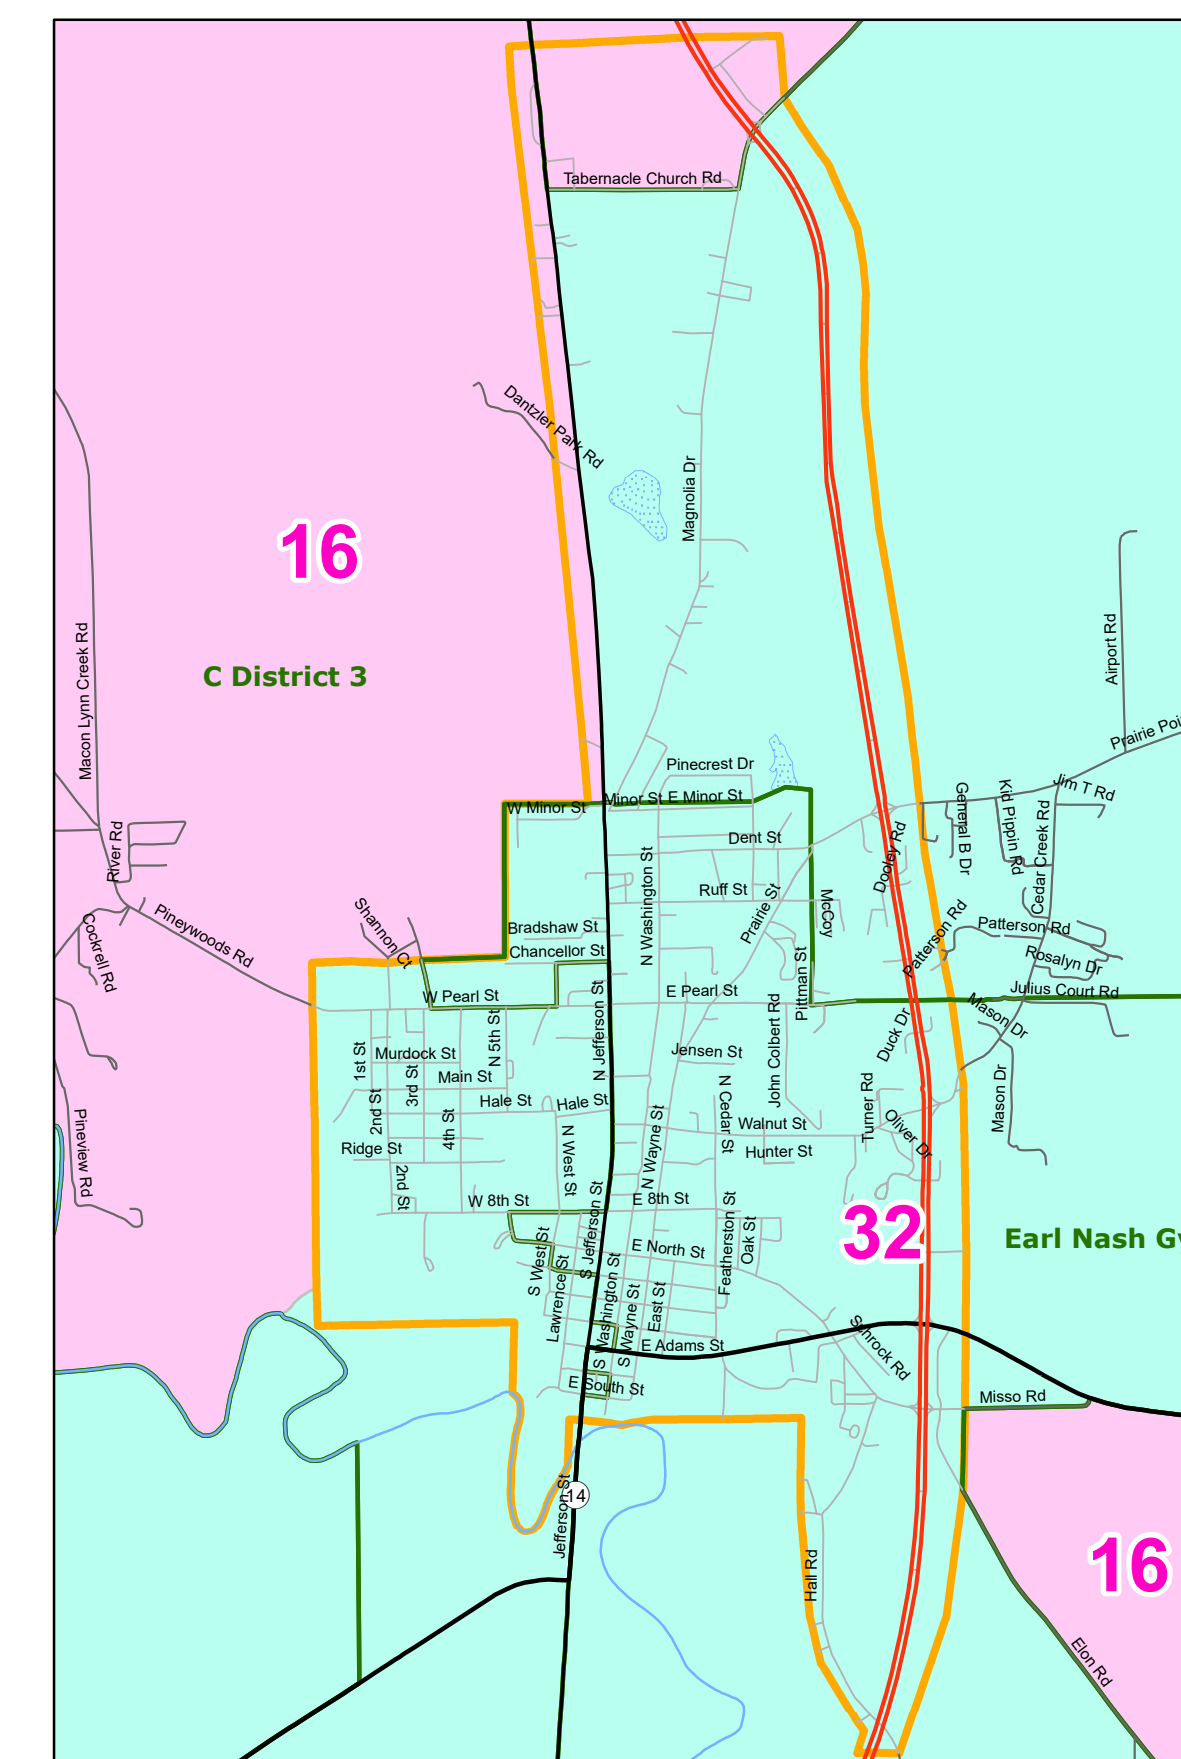 Tabernacle Church Rd
Dantzler Park Rd
Magnolia Dr
16
Airport Rd
C District 3
Macon Lynn Creek Rd
Prairie Poi
Pinecrest Dr
Jim T Rd
W Minor St
Minor St
E Minor St
General B Dr
Kid Pippin Rd
Cedar Creek Rd
River Rd
Dent St
Dooley Rd
N Washington St
Ruff St
Prairie St
McCoy
Shannon Ct
Pineywoods Rd
Cockrell Rd
Bradshaw St
Chancellor St
Patterson Rd
Patterson Rd
Rosalyn Dr
Julius Court Rd
W Pearl St
E Pearl St
Pittman St
Mason Dr
N Jefferson St
N 5th St
John Colbert Rd
Duck Dr
1st St
Murdock St
Jensen St
3rd St
Main St
N Cedar St
Turner Rd
Mason Dr
2nd St
Hale St
Hale St
4th St
N Wayne St
Walnut St
Oliver Dr
Pineview Rd
Ridge St
N West St
Hunter St
2nd St
W 8th St
E 8th St
32
S Jefferson St
Featherston St
Oak St
Earl Nash Gy
S West St
E North St
Lawrence St
S Washington St
S Wayne St
East St
E Adams St
Schrock Rd
E South St
Misso Rd
14
Jefferson St
Hall Rd
16
Elon Rd